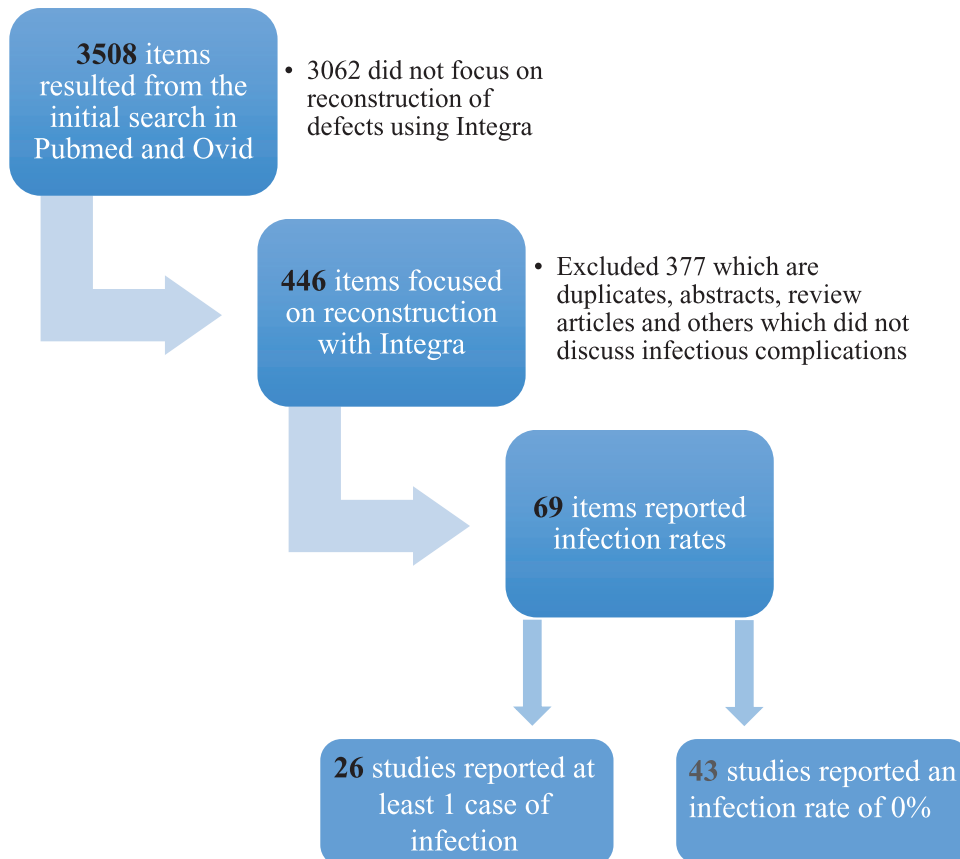 3508 items
resulted from the
initial search in
Pubmed and Ovid
• 3062 did not focus on
reconstruction of
defects using Integra
446 items focused
on reconstruction
with Integra
• Excluded 377 which are
duplicates, abstracts, review
articles and others which did not
discuss infectious complications
69 items reported
infection rates
26 studies reported at
least 1 case of
infection
43 studies reported an
infection rate of 0%